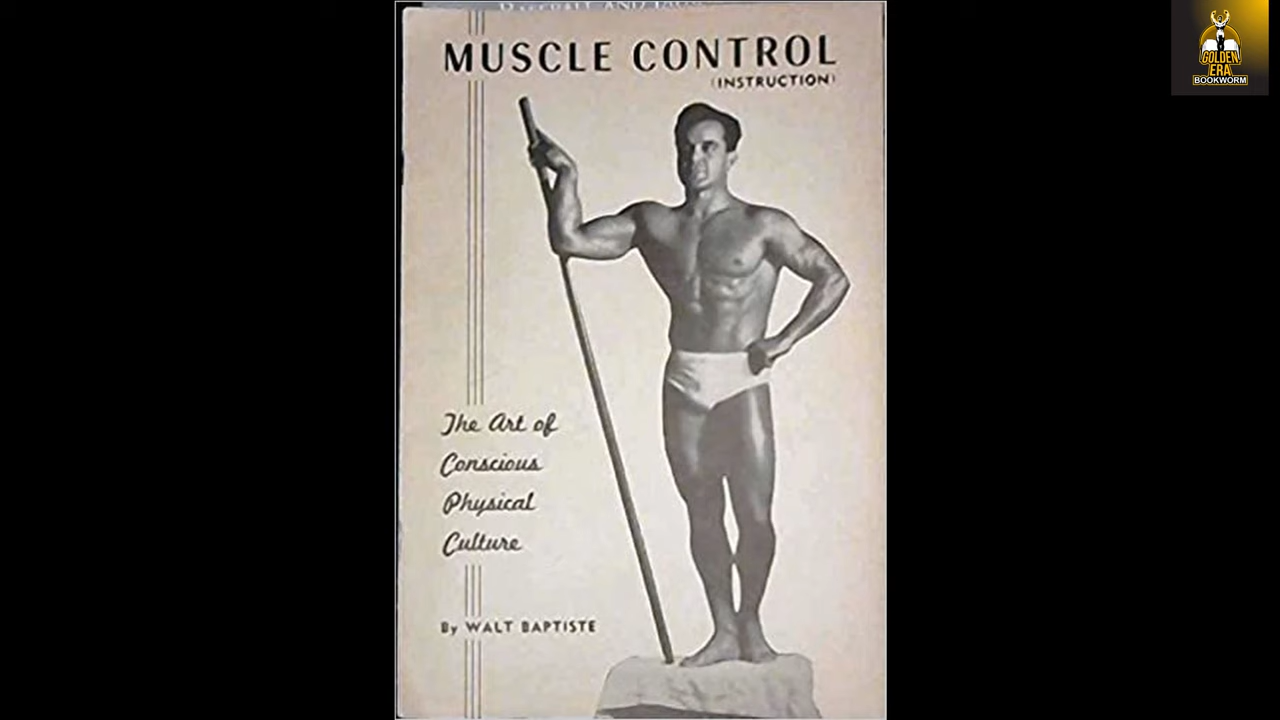 MUSCLE CONTROL
(INSTRUCTION)
The Art of
Conscious
Physical
Culture
By WALT BAPTISTE
GOLDEN
ERA
BOOKWORM